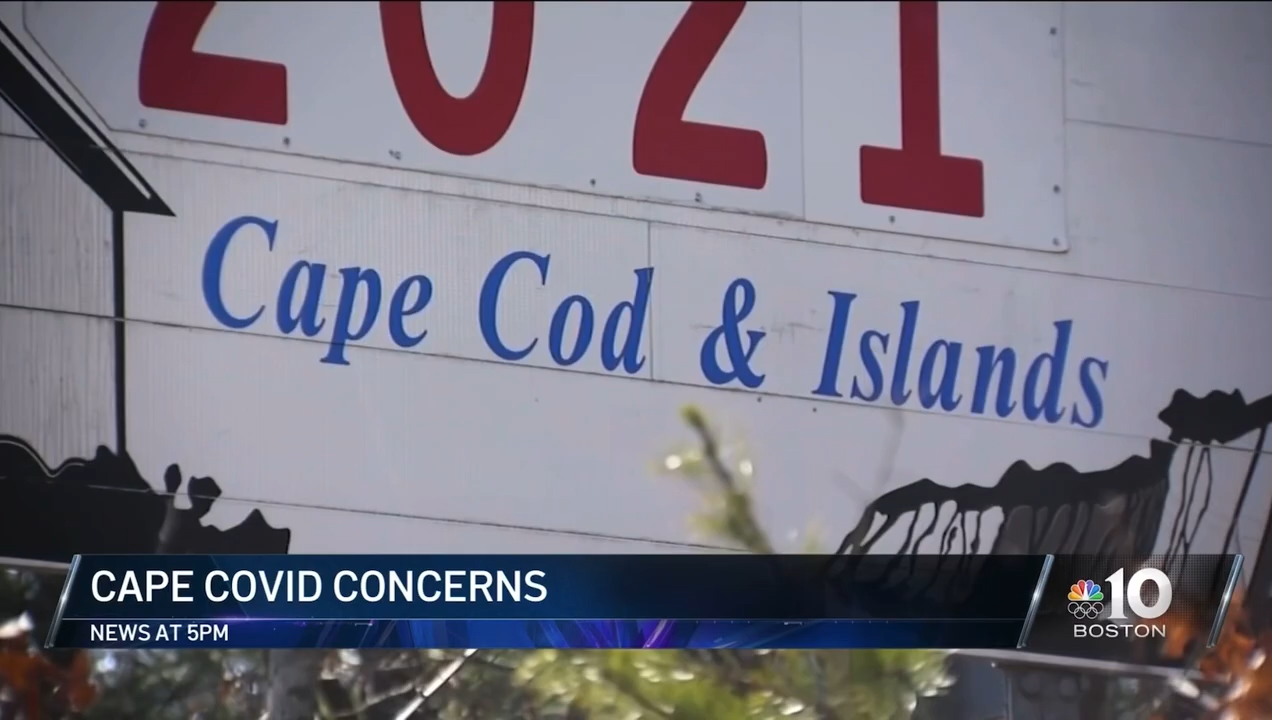 2021
Cape Cod & Islands
CAPE COVID CONCERNS
NEWS AT 5PM
10
BOSTON